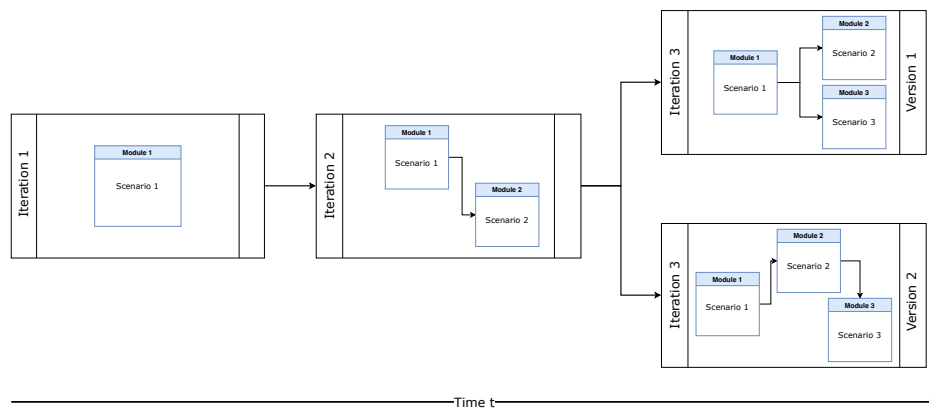 Iteration 1
Module 1
Scenario 1
Iteration 2
Module 1
Scenario 1
Module 2
Scenario 2
Iteration 3
Module 1
Scenario 1
Module 2
Scenario 2
Module 3
Scenario 3
Version 1
Iteration 3
Module 1
Scenario 1
Module 2
Scenario 2
Module 3
Scenario 3
Version 2
Time t